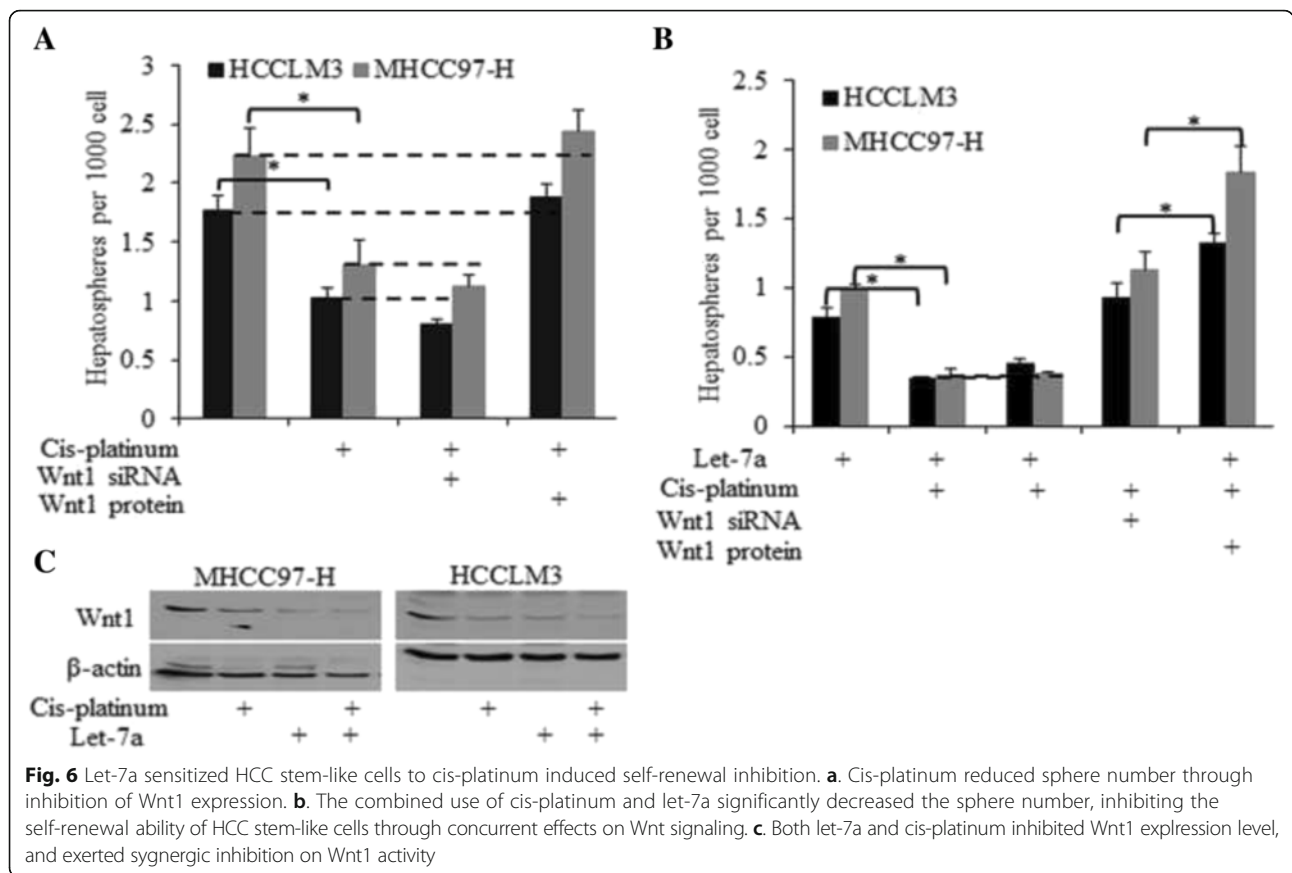 A
HCCLM3 MHCC97-H
Hepatospheres per 1000 cell
3
2.5
2
1.5
1
0.5
0
* 
*
Cis-platinum + + +
Wnt1 siRNA +
Wnt1 protein +
B
HCCLM3
MHCC97-H
Hepatospheres per 1000 cell
2.5
2
1.5
1
0.5
0
*
*
*
*
Let-7a + + + +
Cis-platinum + + + +
Wnt1 siRNA +
Wnt1 protein +
C
MHCC97-H HCCLM3
Wnt1
β-actin
Cis-platinum + + + +
Let-7a + + + +
Fig. 6 Let-7a sensitized HCC stem-like cells to cis-platinum induced self-renewal inhibition. a. Cis-platinum reduced sphere number through
inhibition of Wnt1 expression. b. The combined use of cis-platinum and let-7a significantly decreased the sphere number, inhibiting the
self-renewal ability of HCC stem-like cells through concurrent effects on Wnt signaling. c. Both let-7a and cis-platinum inhibited Wnt1 explression level,
and exerted sygnergic inhibition on Wnt1 activity